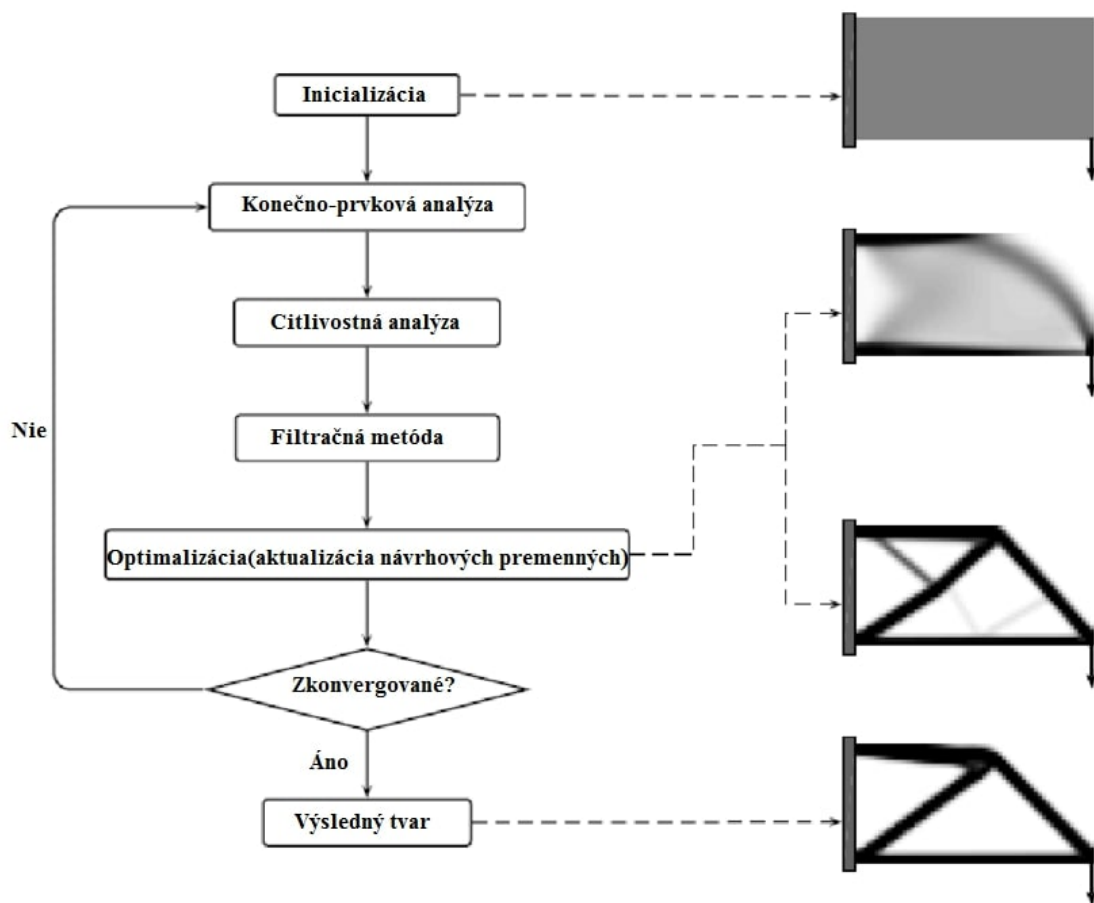 Inicializácia
Konečno-prvková analýza
Citlivostná analýza
Filtračná metóda
Nie
Optimalizácia(aktualizácia návrhových premenných)
Zkonvergované?
Áno
Výsledný tvar